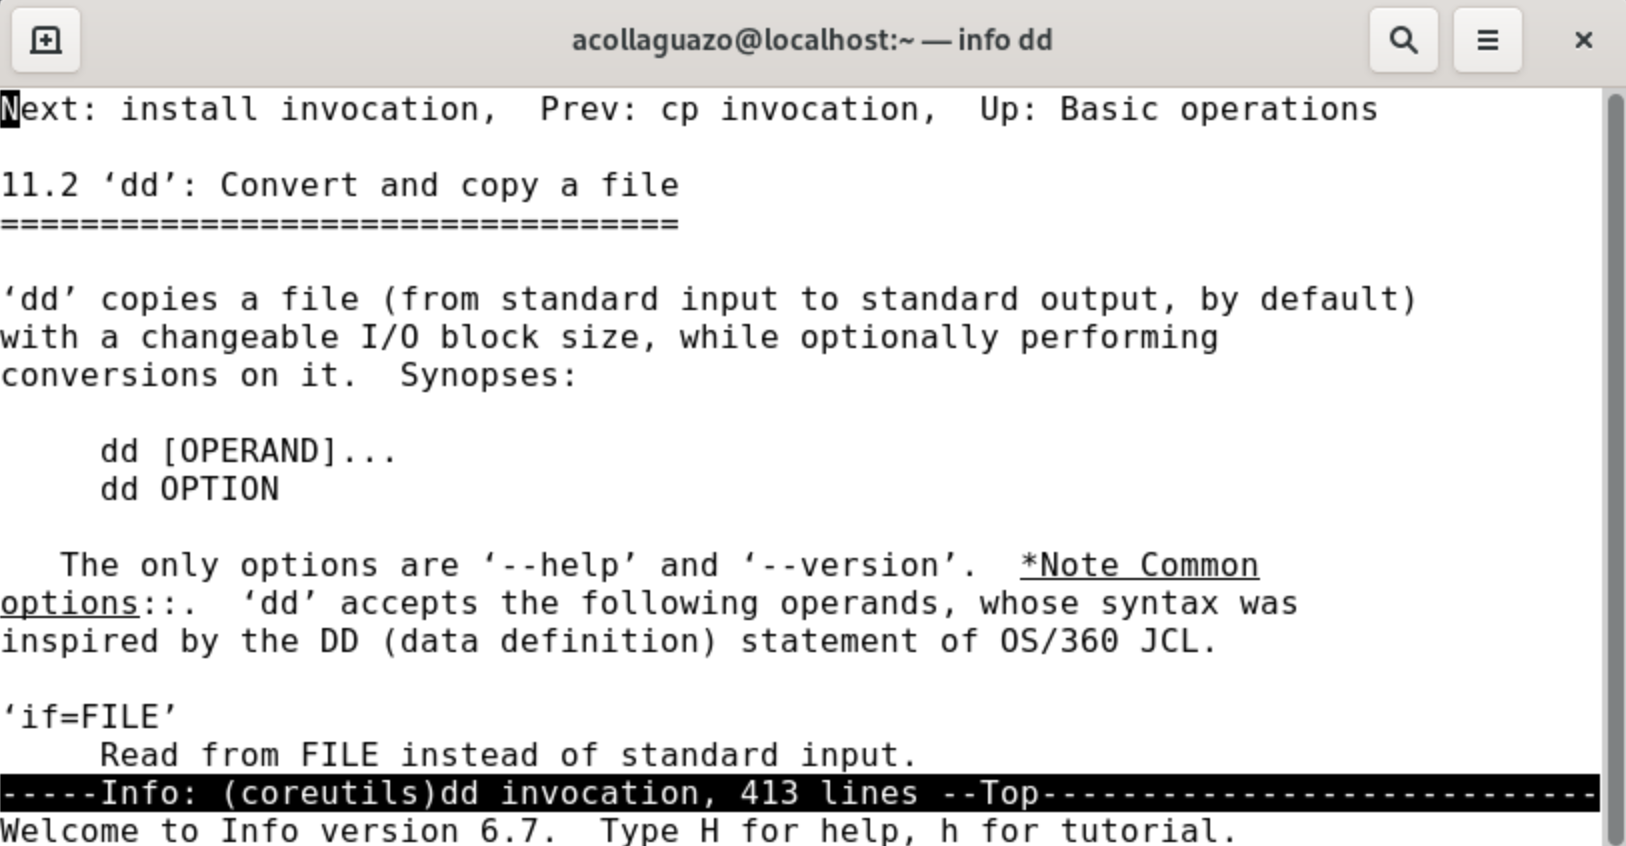 acollaguazo@localhost:~ — info dd
Next: install invocation,  Prev: cp invocation,  Up: Basic operations
11.2 ‘dd’: Convert and copy a file
==================================
‘dd’ copies a file (from standard input to standard output, by default)
with a changeable I/O block size, while optionally performing
conversions on it.  Synopses:
     dd [OPERAND]...
     dd OPTION
   The only options are ‘--help’ and ‘--version’.  *Note Common
options::.  ‘dd’ accepts the following operands, whose syntax was
inspired by the DD (data definition) statement of OS/360 JCL.
‘if=FILE’
     Read from FILE instead of standard input.
-----Info: (coreutils)dd invocation, 413 lines --Top----------------------------
Welcome to Info version 6.7.  Type H for help, h for tutorial.